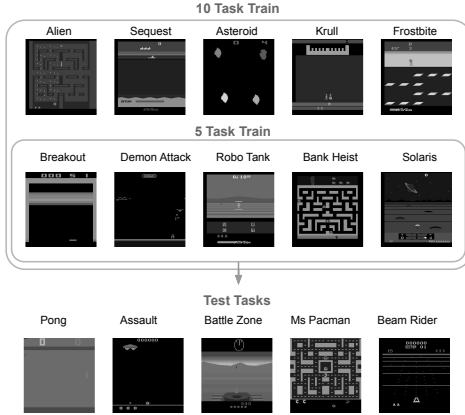 10 Task Train
Alien Sequest Asteroid Krull Frostbite
5 Task Train
Breakout Demon Attack Robo Tank Bank Heist Solaris
Test Tasks
Pong Assault Battle Zone Ms Pacman Beam Rider